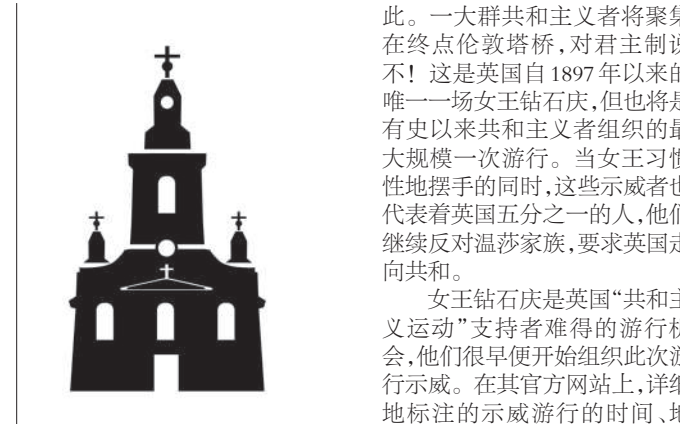 此。一大群共和主义者将聚集
在终点伦敦塔桥,对君主制说
不！这是英国自1897年以来的
唯一一场女王钻石庆,但也将是
有史以来共和主义者组织的最
大规模一次游行。当女王习惯
性地摆手的同时,这些示威者也
代表着英国五分之一的人,他们
继续反对温莎家族,要求英国走
向共和。
女王钻石庆是英国“共和主
义运动”支持者难得的游行机
会,他们很早便开始组织此次游
行示威。在其官方网站上,详细
地标注的示威游行的时间、地